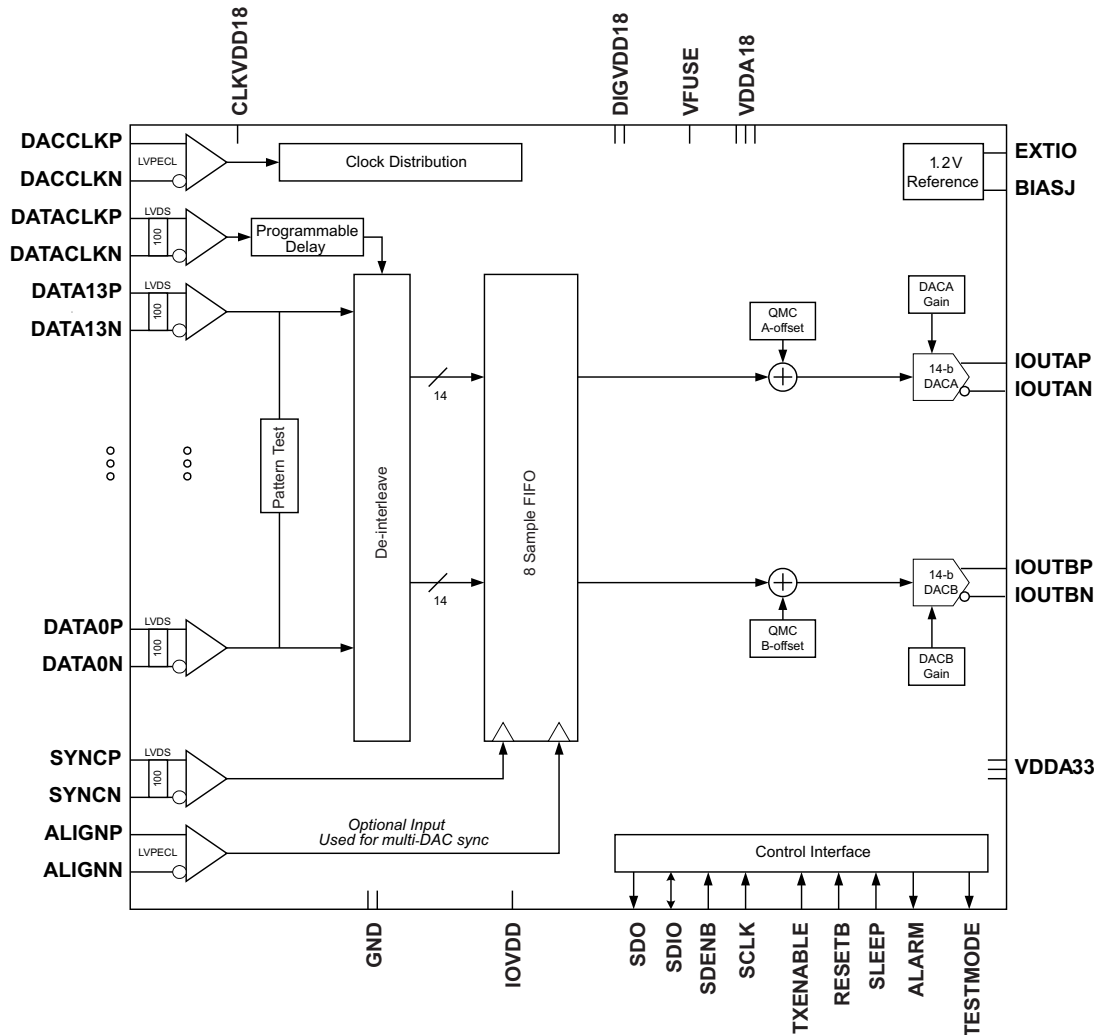 CLKVDD18
DIGVDD18
VFUSE
VDDA18
DACCLKP
LVPECL
DACCLKN
Clock Distribution
1.2 V
Reference
EXTIO
BIASJ
DATACLKP
LVDS
100
DATACLKN
Programmable
Delay
DATA13P
LVDS
100
DATA13N
Pattern Test
De-interleave
14
14
8 Sample FIFO
QMC
A-offset
DACA
Gain
14-b
DACA
IOUTAP
IOUTAN
14-b
DACB
IOUTBP
IOUTBN
QMC
B-offset
DACB
Gain
DATA0P
LVDS
100
DATA0N
SYNCP
LVDS
100
SYNCN
VDDA33
ALIGNP
LVPECL
ALIGNN
Optional Input
Used for multi-DAC sync
Control Interface
GND
IOVDD
SDO
SDIO
SDENB
SCLK
TXENABLE
RESETB
SLEEP
ALARM
TESTMODE